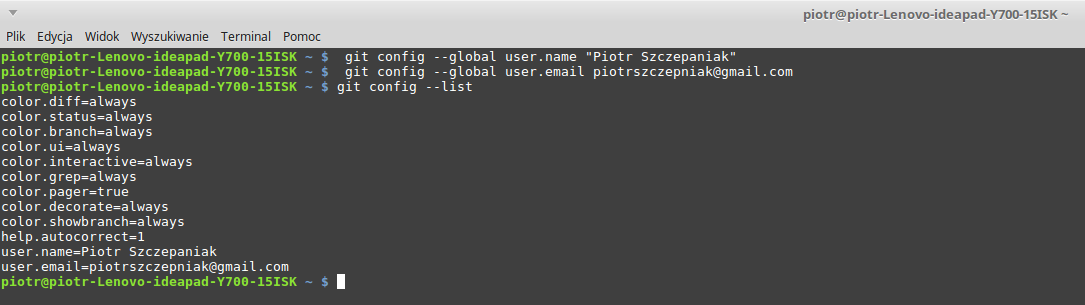 piotr@piotr-Lenovo-ideapad-Y700-15ISK ~
Plik Edycja Widok Wyszukiwanie Terminal Pomoc
piotr@piotr-Lenovo-ideapad-Y700-15ISK ~ $  git config --global user.name "Piotr Szczepaniak"
piotr@piotr-Lenovo-ideapad-Y700-15ISK ~ $  git config --global user.email piotrszczepniak@gmail.com
piotr@piotr-Lenovo-ideapad-Y700-15ISK ~ $ git config --list
color.diff=always
color.status=always
color.branch=always
color.ui=always
color.interactive=always
color.grep=always
color.pager=true
color.decorate=always
color.showbranch=always
help.autocorrect=1
user.name=Piotr Szczepaniak
user.email=piotrszczepniak@gmail.com
piotr@piotr-Lenovo-ideapad-Y700-15ISK ~ $